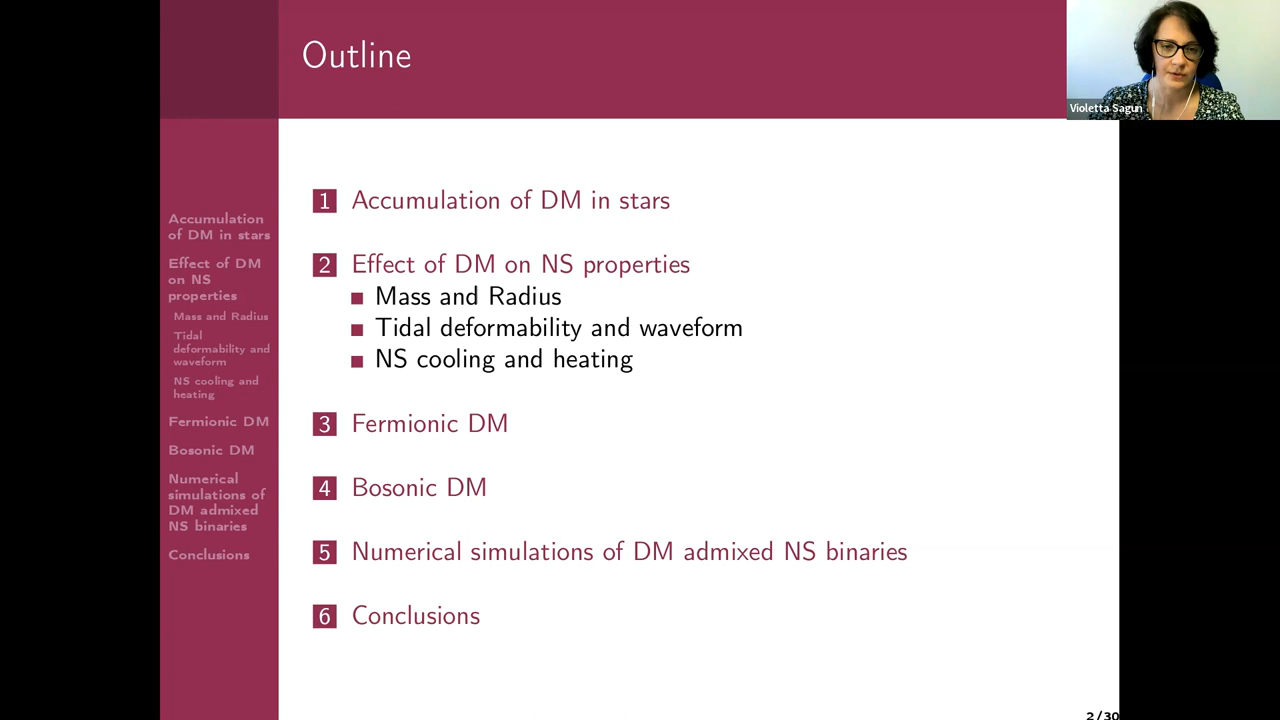 Outline
Violetta Sagun
Accumulation
of DM in stars
Effect of DM
on NS
properties
Mass and Radius
Tidal
deformability and
waveform
NS cooling and
heating
Fermionic DM
Bosonic DM
Numerical
simulations of
DM admixed
NS binaries
Conclusions
1 Accumulation of DM in stars
2 Effect of DM on NS properties
Mass and Radius
Tidal deformability and waveform
NS cooling and heating
3 Fermionic DM
4 Bosonic DM
5 Numerical simulations of DM admixed NS binaries
6 Conclusions
2 / 30